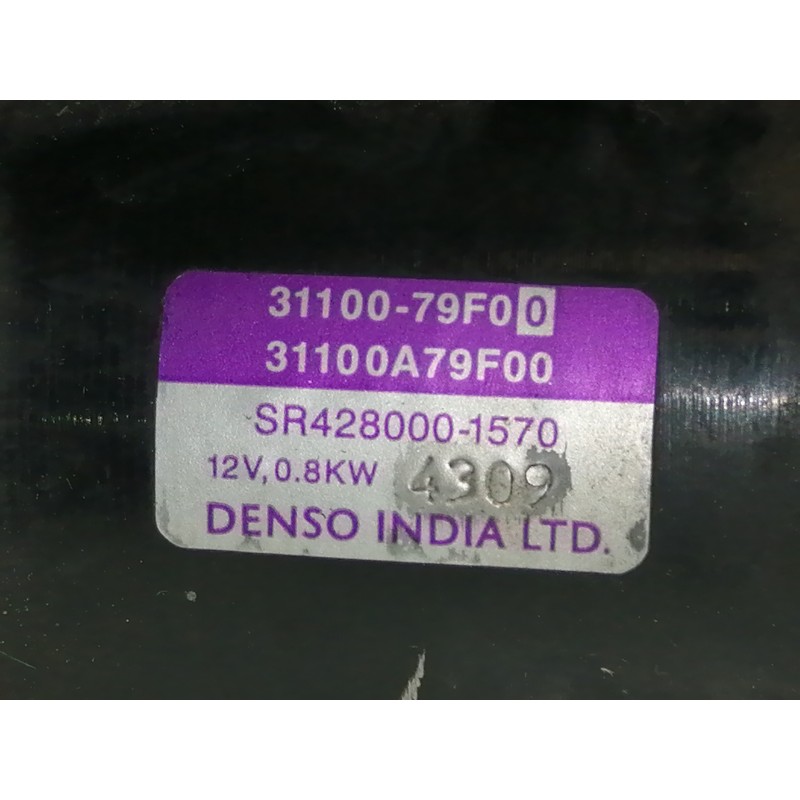 31100-79F00
31100A79F00
SR428000-1570
12V, 0.8KW 4309
DENSO INDIA LTD.